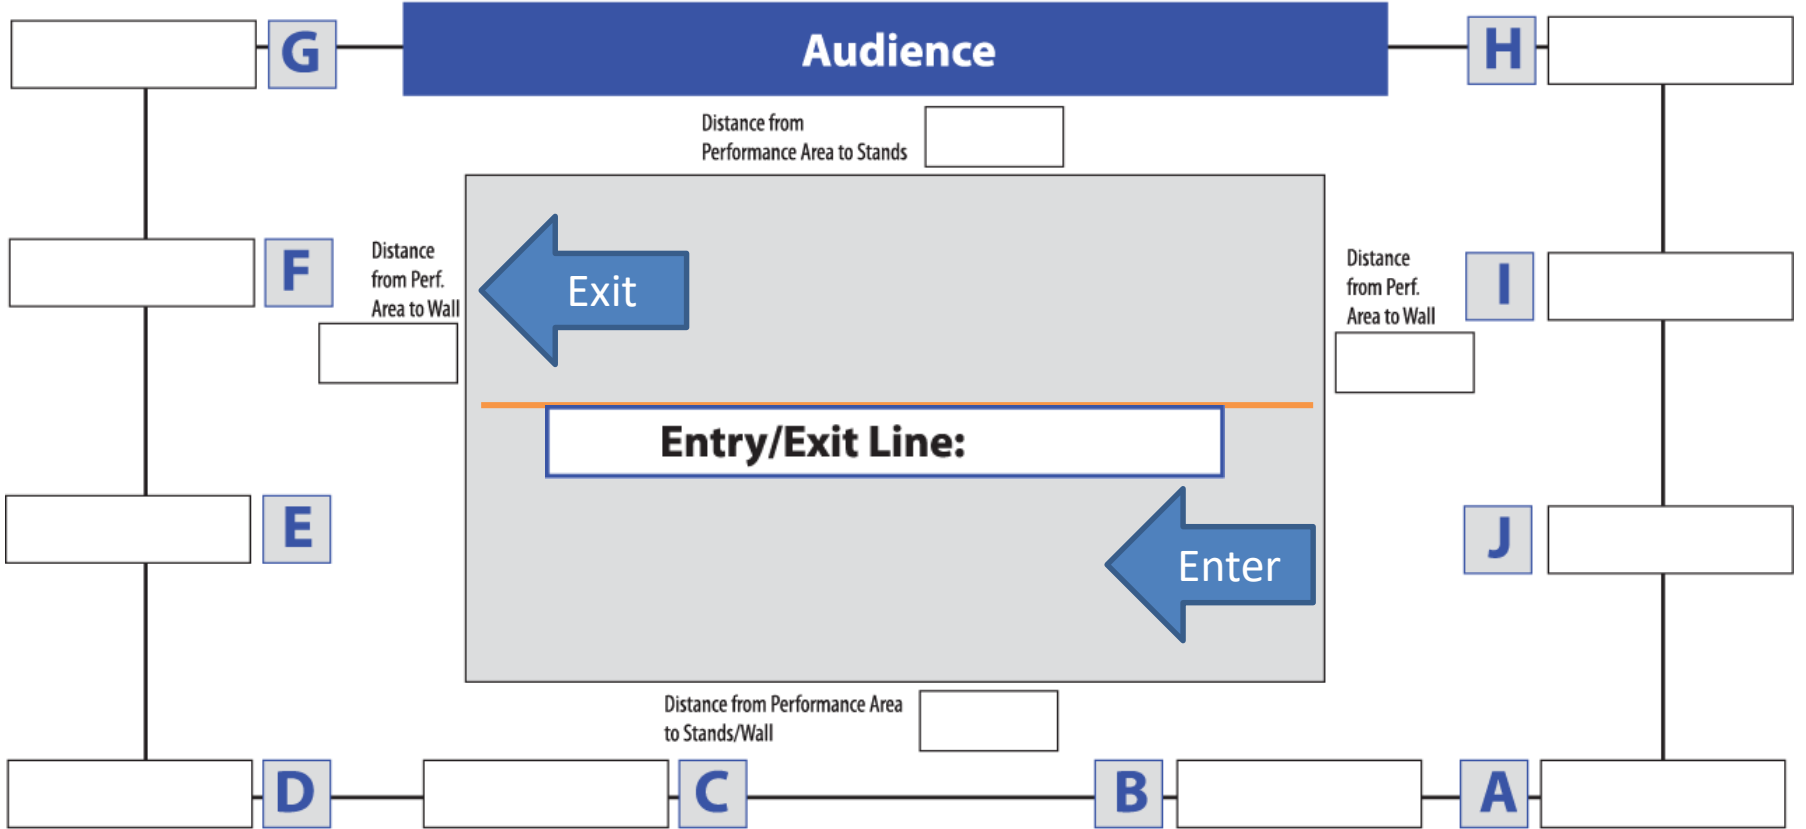 G
Audience
H
Distance from
Performance Area to Stands
F
Distance
from Perf.
Area to Wall
Exit
Distance
from Perf.
Area to Wall
I
Entry/Exit Line:
E
Enter
J
Distance from Performance Area
to Stands/Wall
D
C
B
A